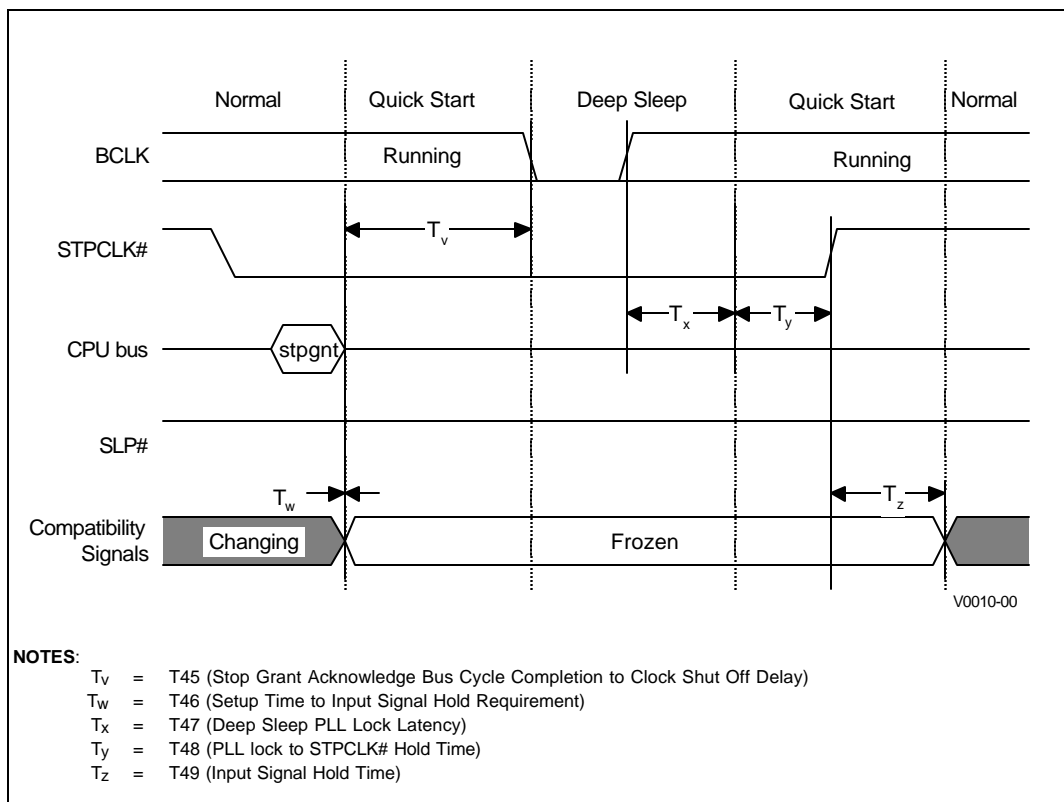 Normal Quick Start Deep Sleep Quick Start Normal
BCLK Running Running
STPCLK# Tv
Tx Ty
CPU bus stpgnt
SLP#
Tw Tz
Compatibility Signals Changing Frozen
V0010-00
NOTES:
Tv = T45 (Stop Grant Acknowledge Bus Cycle Completion to Clock Shut Off Delay)
Tw = T46 (Setup Time to Input Signal Hold Requirement)
Tx = T47 (Deep Sleep PLL Lock Latency)
Ty = T48 (PLL lock to STPCLK# Hold Time)
Tz = T49 (Input Signal Hold Time)